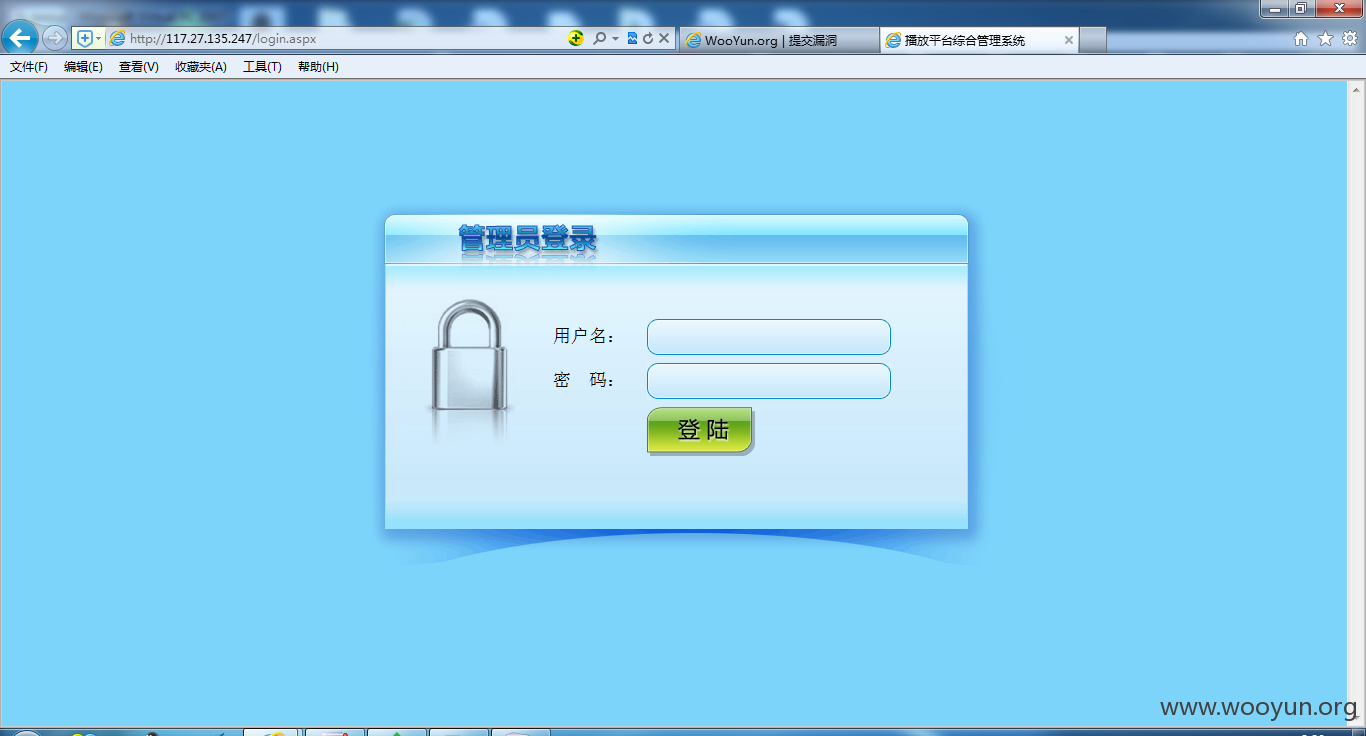 http://117.27.135.247/login.aspx
WooYun.org | 提交漏洞
播放平台综合管理系统
文件(F) 编辑(E) 查看(V) 收藏夹(A) 工具(T) 帮助(H)
管理员登录
用户名：
密 码：
登 陆
www.wooyun.org